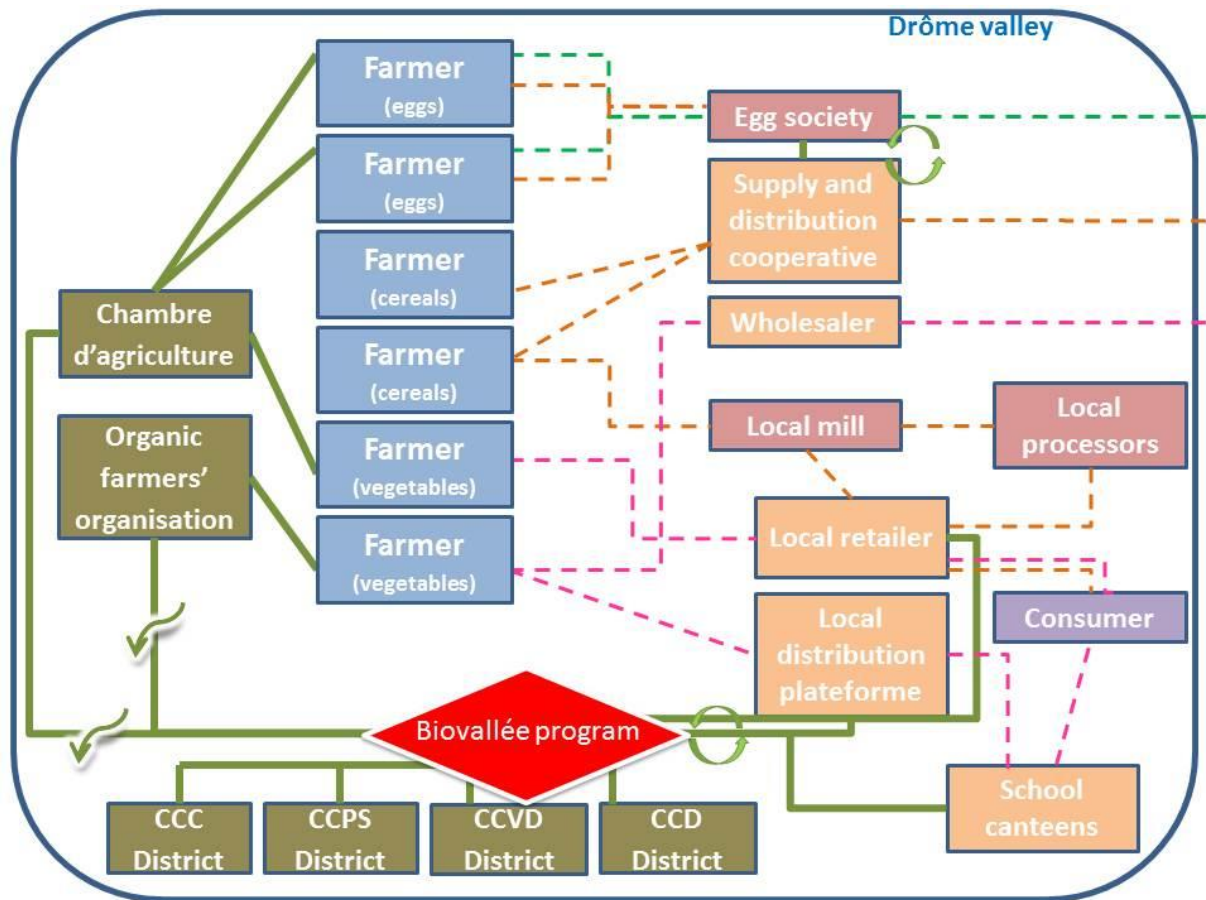 Drôme valley
Farmer
(eggs)
Farmer
(eggs)
Farmer
(cereals)
Farmer
(cereals)
Farmer
(vegetables)
Farmer
(vegetables)
Chambre
d'agriculture
Organic
farmers'
organisation
Egg society
Supply and
distribution
cooperative
Wholesaler
Local mill
Local
processors
Local retailer
Local
distribution
plateforme
Consumer
School
canteens
Biovallée program
CCC
District
CCPS
District
CCVD
District
CCD
District